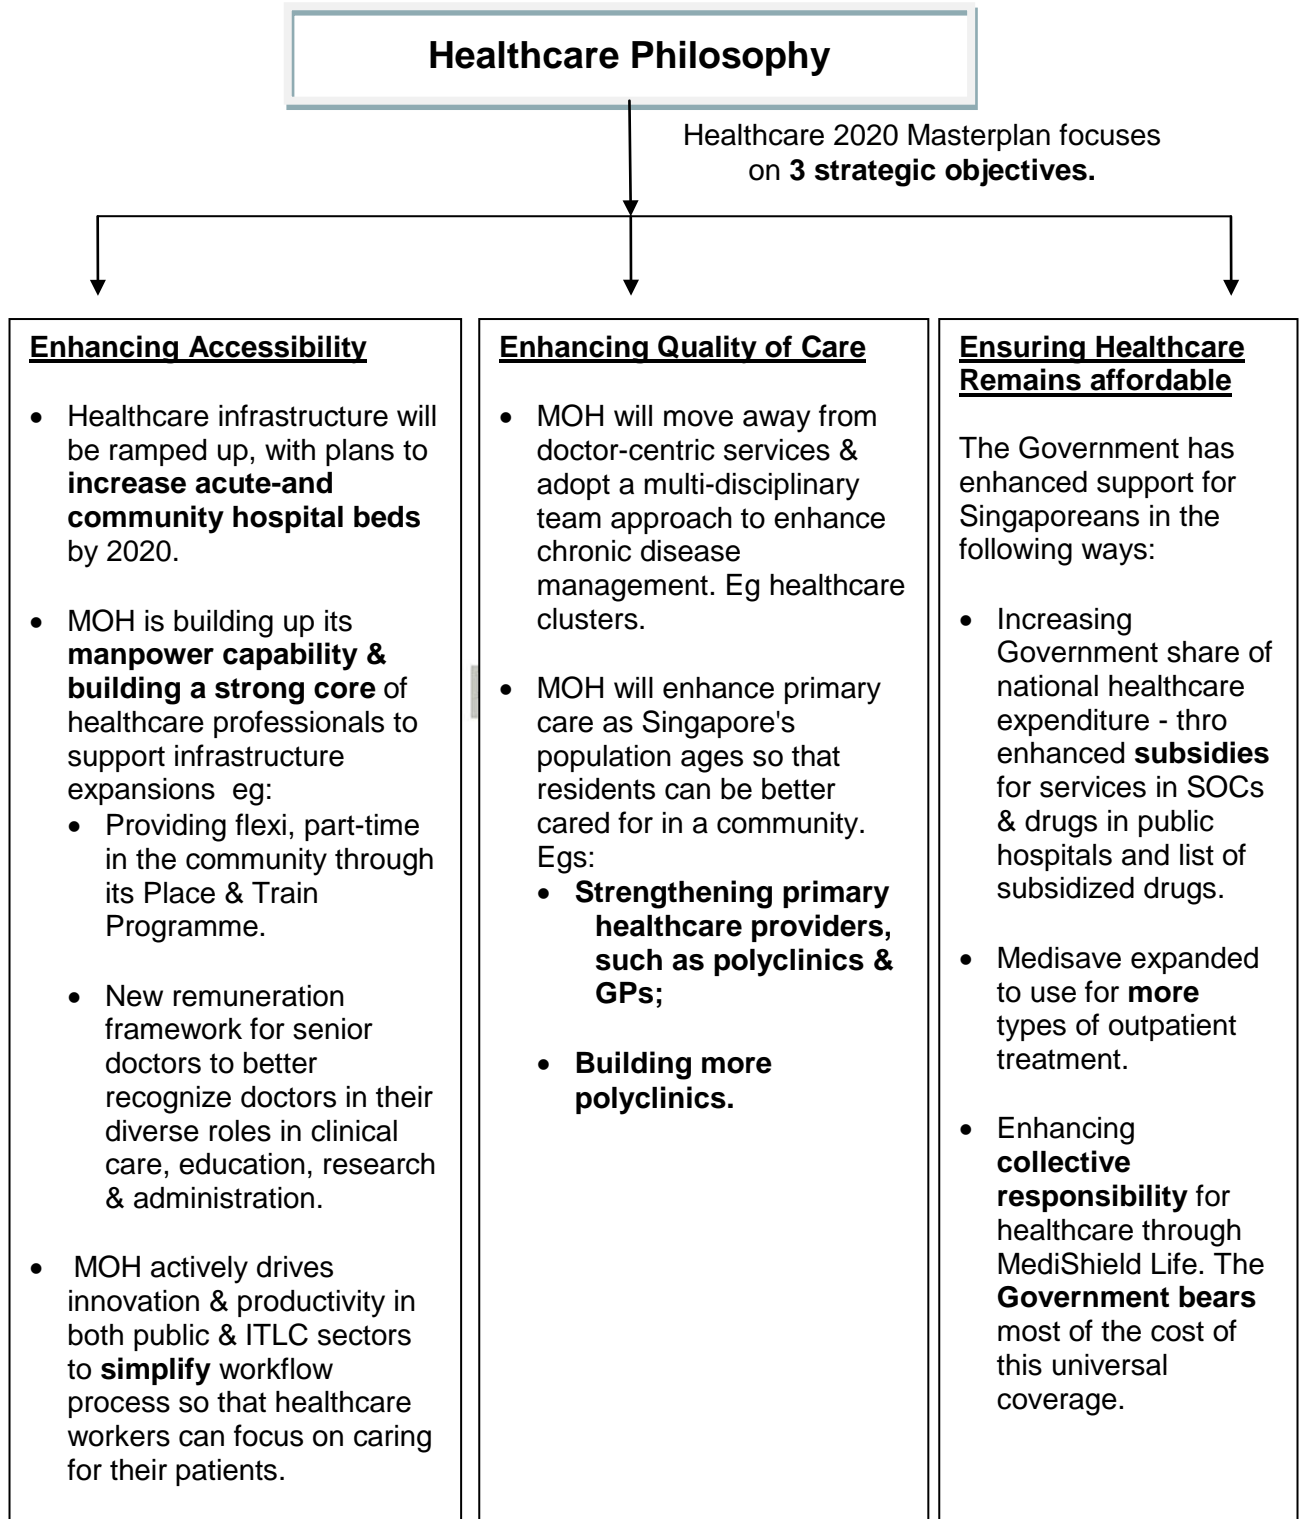 Healthcare Philosophy
Healthcare 2020 Masterplan focuses
on 3 strategic objectives.
Enhancing Accessibility
• Healthcare infrastructure will
be ramped up, with plans to
increase acute-and
community hospital beds
by 2020.
• MOH is building up its
manpower capability &
building a strong core of
healthcare professionals to
support infrastructure
expansions eg:
• Providing flexi, part-time
in the community through
its Place & Train
Programme.
• New remuneration
framework for senior
doctors to better
recognize doctors in their
diverse roles in clinical
care, education, research
& administration.
• MOH actively drives
innovation & productivity in
both public & ITLC sectors
to simplify workflow
process so that healthcare
workers can focus on caring
for their patients.
Enhancing Quality of Care
• MOH will move away from
doctor-centric services &
adopt a multi-disciplinary
team approach to enhance
chronic disease
management. Eg healthcare
clusters.
• MOH will enhance primary
care as Singapore's
population ages so that
residents can be better
cared for in a community.
Egs:
• Strengthening primary
healthcare providers,
such as polyclinics &
GPs;
• Building more
polyclinics.
Ensuring Healthcare
Remains affordable
The Government has
enhanced support for
Singaporeans in the
following ways:
• Increasing
Government share of
national healthcare
expenditure - thro
enhanced subsidies
for services in SOCs
& drugs in public
hospitals and list of
subsidized drugs.
• Medisave expanded
to use for more
types of outpatient
treatment.
• Enhancing
collective
responsibility for
healthcare through
MediShield Life. The
Government bears
most of the cost of
this universal
coverage.